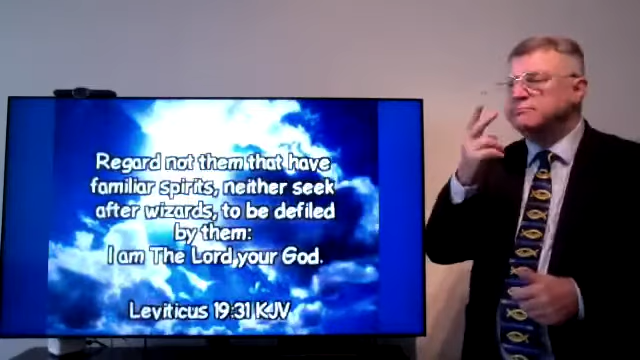 Regard not them that have
familiar spirits, neither seek
after wizards, to be defiled
by them:
I am The Lord your God.
Leviticus 19:31 KJV